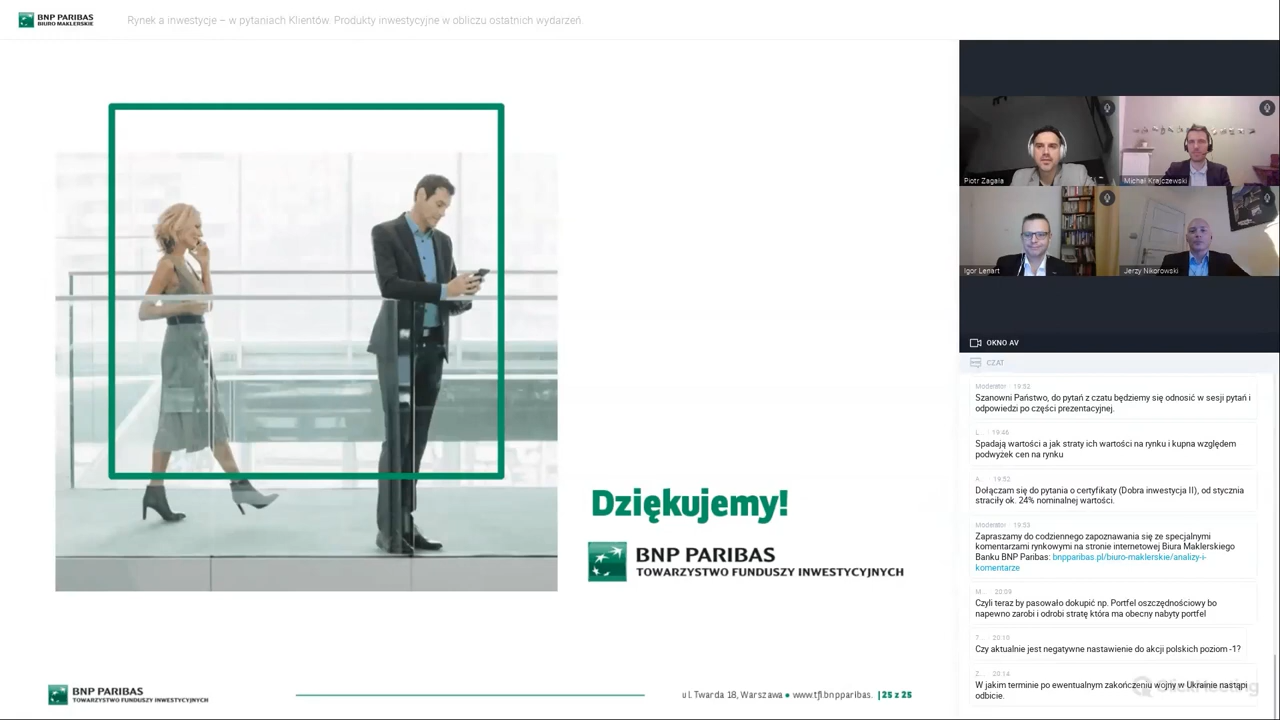 BNP PARIBAS
BIURO MAKLERSKIE
Rynek a inwestycje – w pytaniach Klientów. Produkty inwestycyjne w obliczu ostatnich wydarzeń
Piotr Zagała
Michał Krajczewski
Igor Lenart
Jerzy Nikorowski
OKNO AV
CZAT
Moderator 19:52
Szanowni Państwo, do pytań z czatu będziemy się odnosić w sesji pytań i
odpowiedzi po części prezentacyjnej.
L... 19:46
Spadają wartości a jak straty ich wartości na rynku i kupna względem
podwyżek cen na rynku
A... 19:52
Dołączam się do pytania o certyfikaty (Dobra inwestycja II), od stycznia
straciły ok. 24% nominalnej wartości.
Moderator 19:53
Zapraszamy do codziennego zapoznawania się ze specjalnymi
komentarzami rynkowymi na stronie internetowej Biura Maklerskiego
Banku BNP Paribas: bnpparibas.pl/biuro-maklerskie/analizy-i-
komentarze
M... 20:09
Czyli teraz by pasowało dokupić np. Portfel oszczędnościowy bo
napewno zarobi i odrobi stratę która ma obecny nabyty portfel
?... 20:10
Czy aktualnie jest negatywne nastawienie do akcji polskich poziom -1?
Z... 20:14
W jakim terminie po ewentualnym zakończeniu wojny w Ukrainie nastąpi
odbicie.
ClickMeeting
Dziękujemy!
BNP PARIBAS
TOWARZYSTWO FUNDUSZY INWESTYCYJNYCH
BNP PARIBAS
TOWARZYSTWO FUNDUSZY INWESTYCYJNYCH
ul. Twarda 18, Warszawa • www.tfi.bnpparibas. | 25 z 25